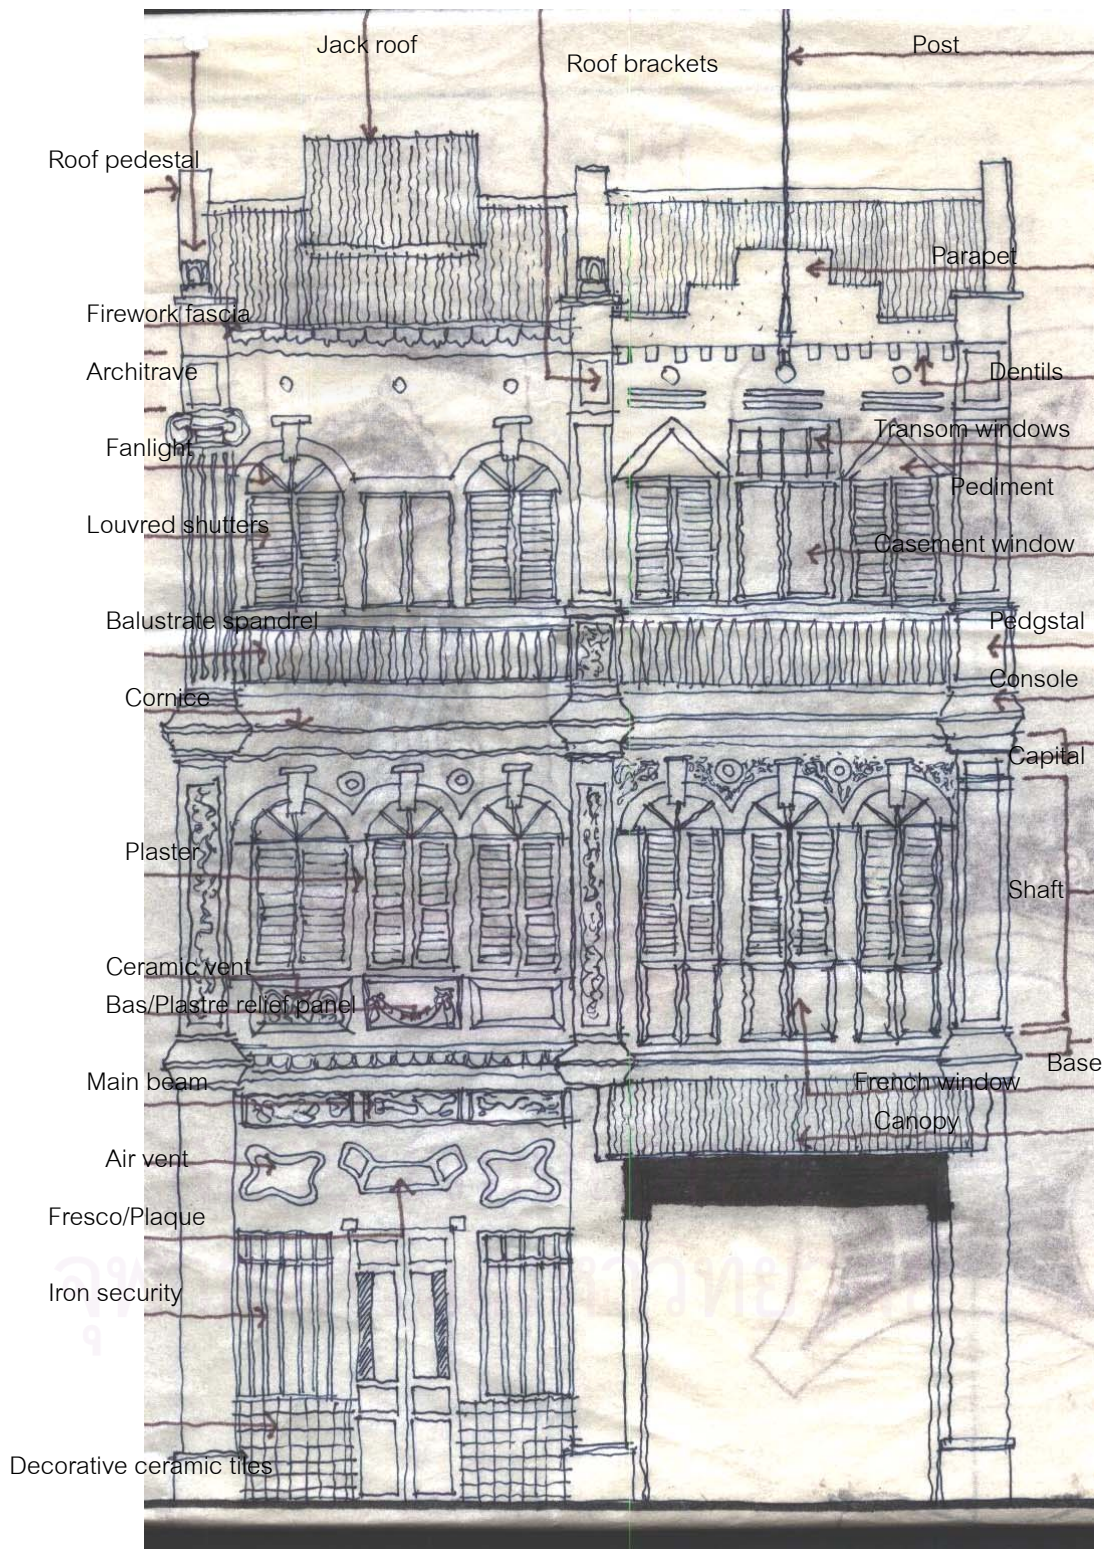 Jack roof
Roof brackets
Post
Roof pedestal
Parapet
Firework fascia
Architrave
Dentils
Fanlight
Transom windows
Pediment
Louvred shutters
Casement window
Balustrate spandrel
Pedgstal
Console
Cornice
Capital
Plaster
Shaft
Ceramic vent
Bas/Plastre relief panel
Base
Main beam
French window
Canopy
Air vent
Fresco/Plaque
Iron security
Decorative ceramic tiles